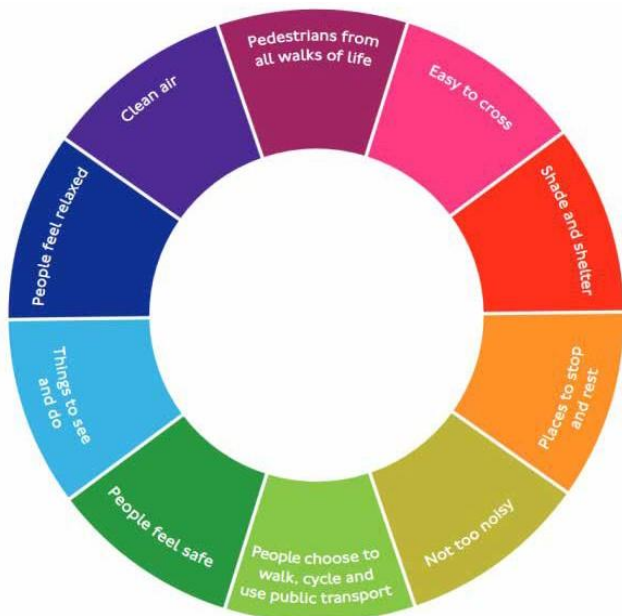 Pedestrians from
all walks of life
Easy to cross
Shade and shelter
Places to stop
and rest
Not too noisy
People choose to
walk, cycle and
use public transport
People feel safe
Things to see
and do
People feel relaxed
Clean air